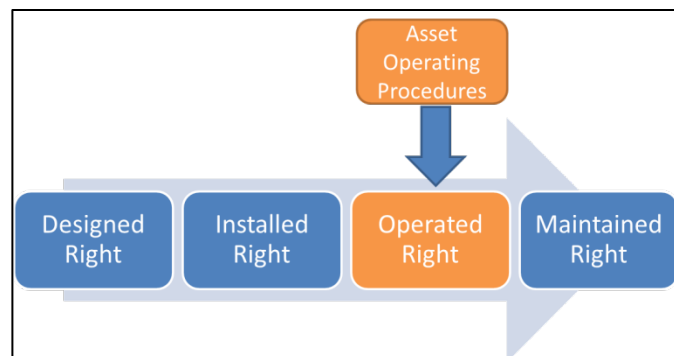 Asset
Operating
Procedures
Designed
Right
Installed
Right
Operated
Right
Maintained
Right